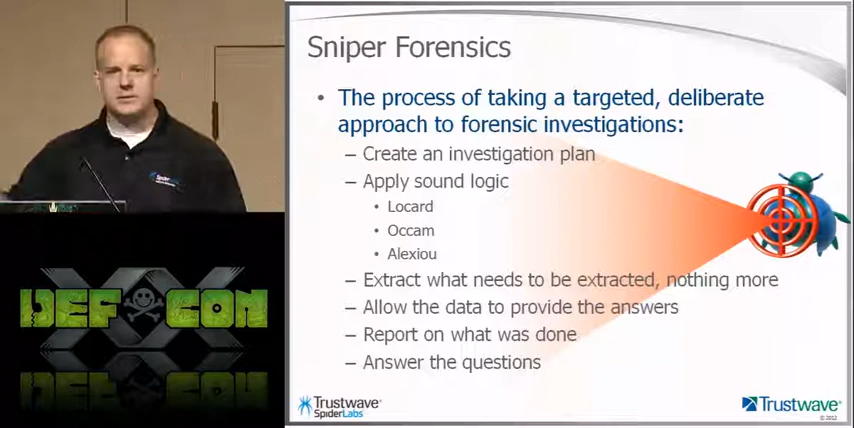 Sniper Forensics
• The process of taking a targeted, deliberate
approach to forensic investigations:
– Create an investigation plan
– Apply sound logic
• Locard
• Occam
• Alexiou
– Extract what needs to be extracted, nothing more
– Allow the data to provide the answers
– Report on what was done
– Answer the questions
Trustwave®
SpiderLabs
Trustwave®
© 2012
DEF CON
XX